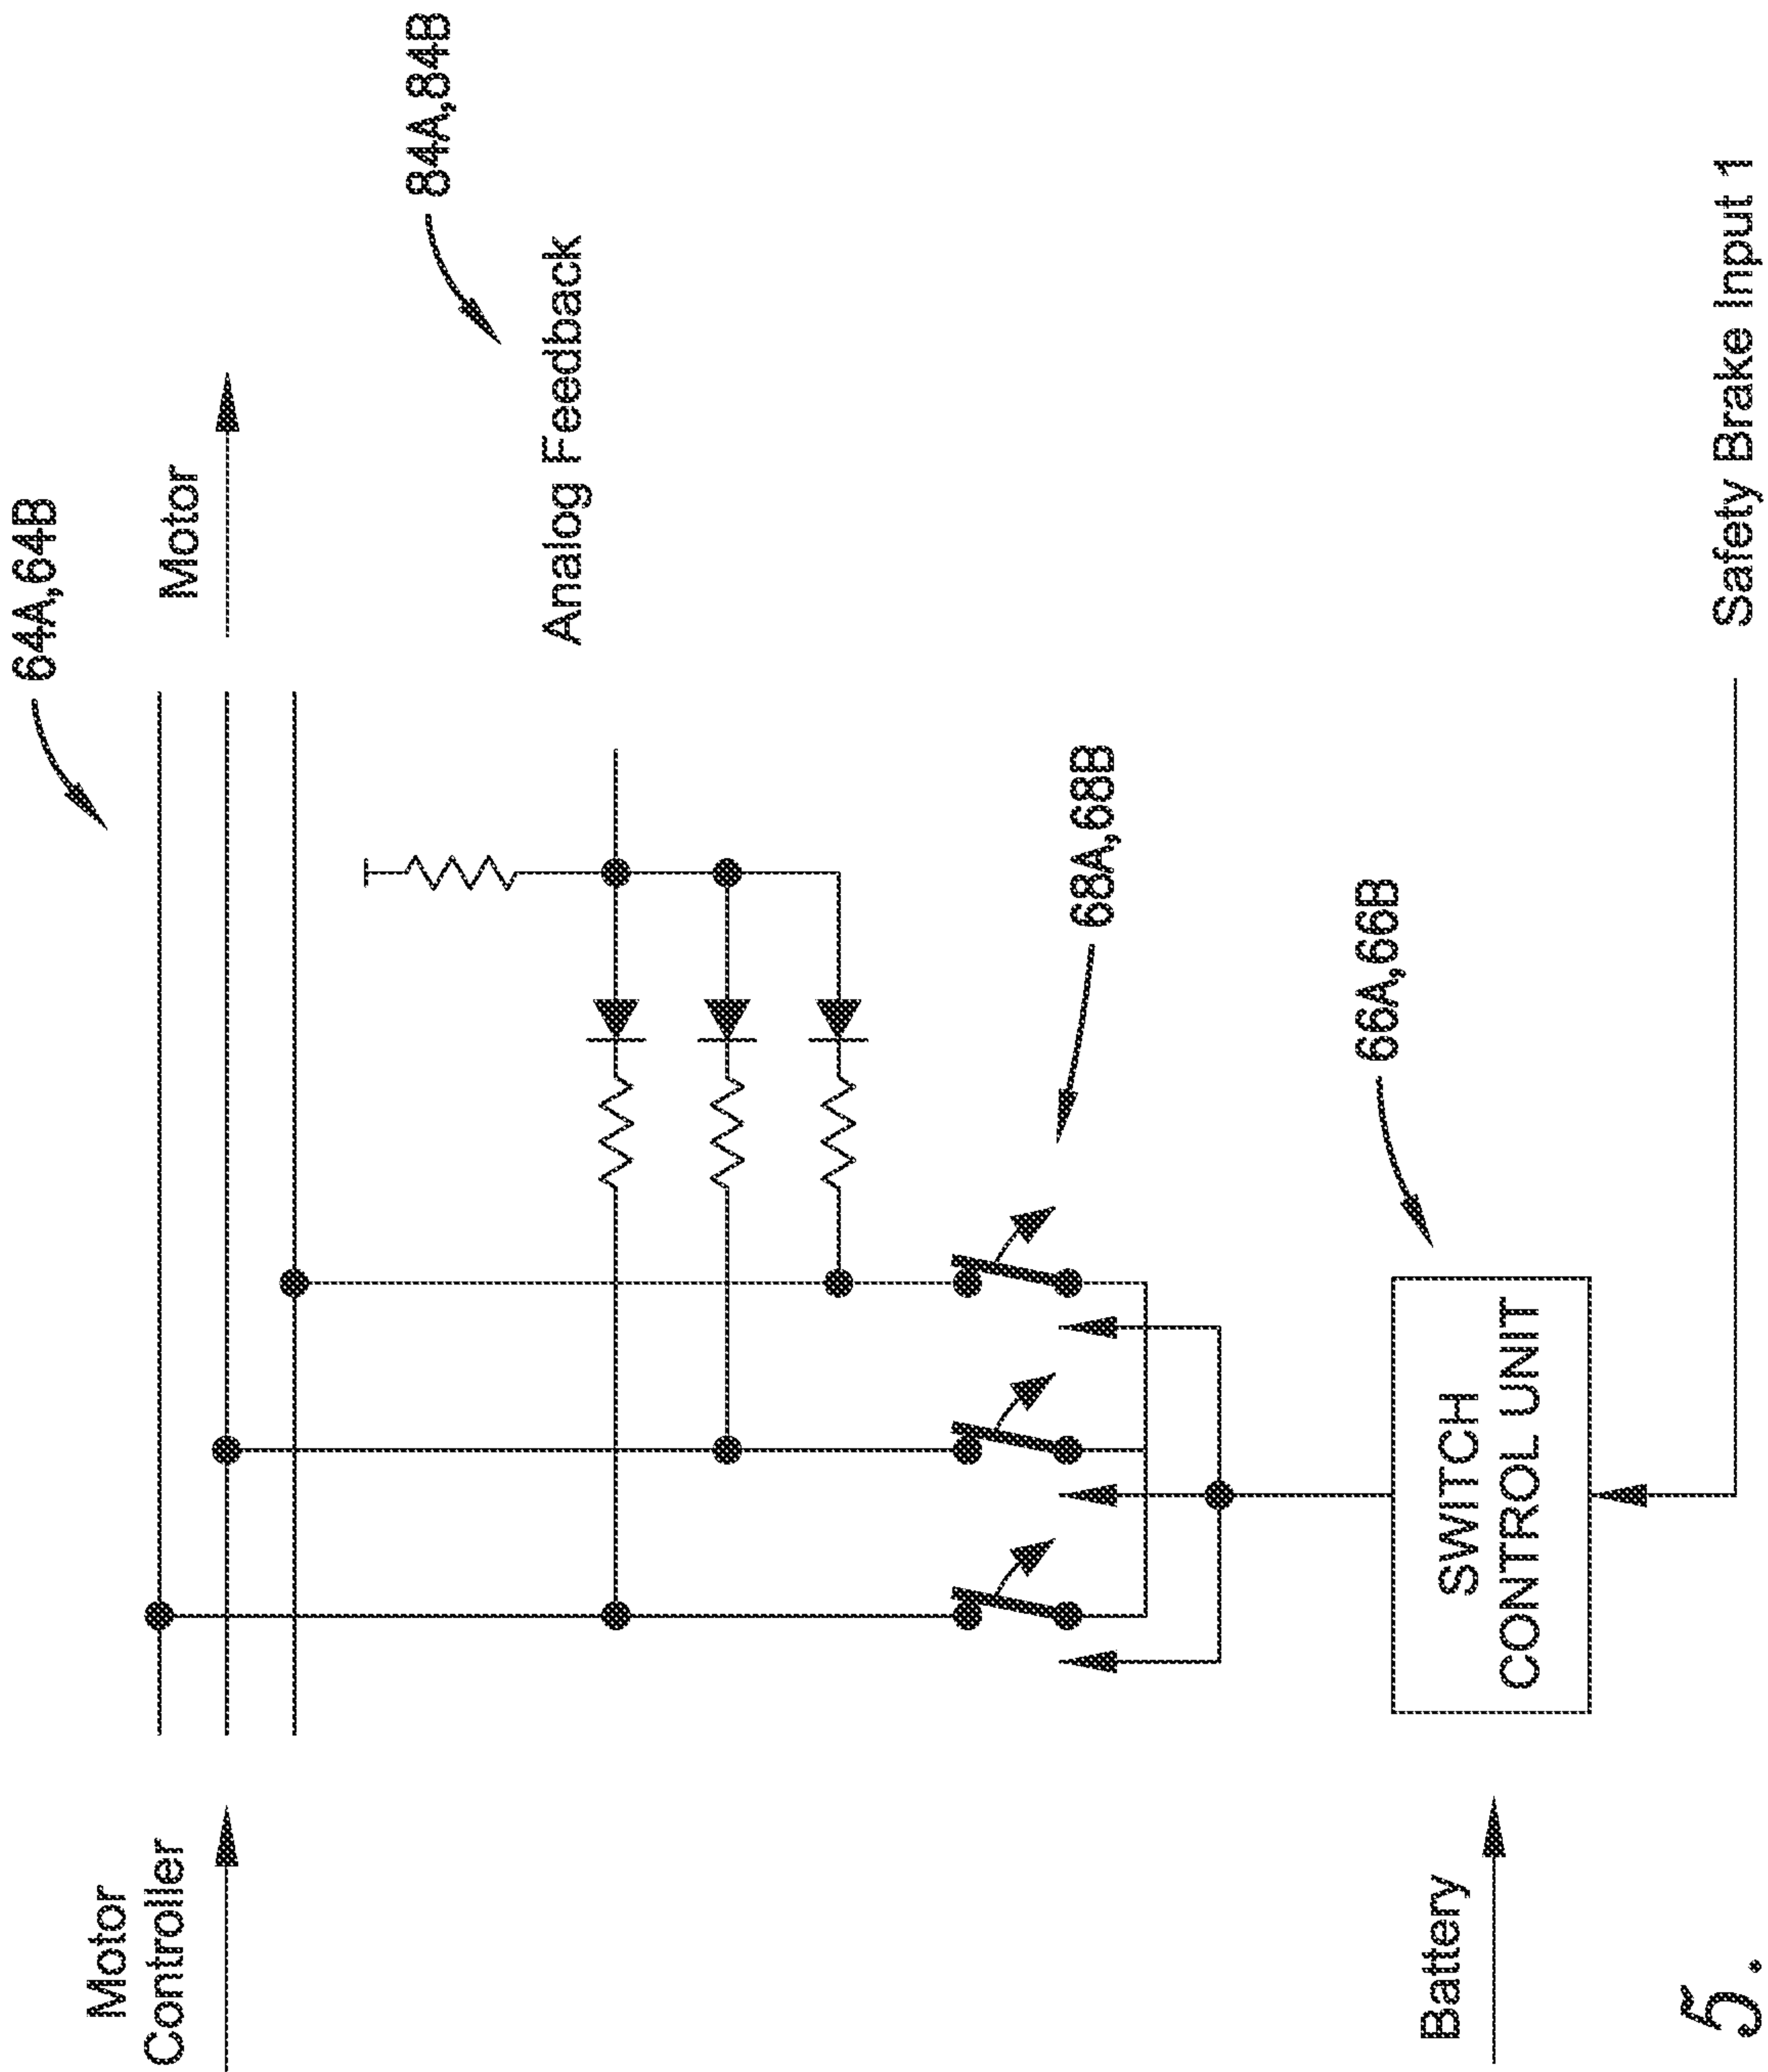 64A,64B
Motor
Controller
Motor
84A,84B
Analog Feedback
68A,68B
66A,66B
SWITCH
CONTROL UNIT
Battery
Safety Brake Input 1
5.